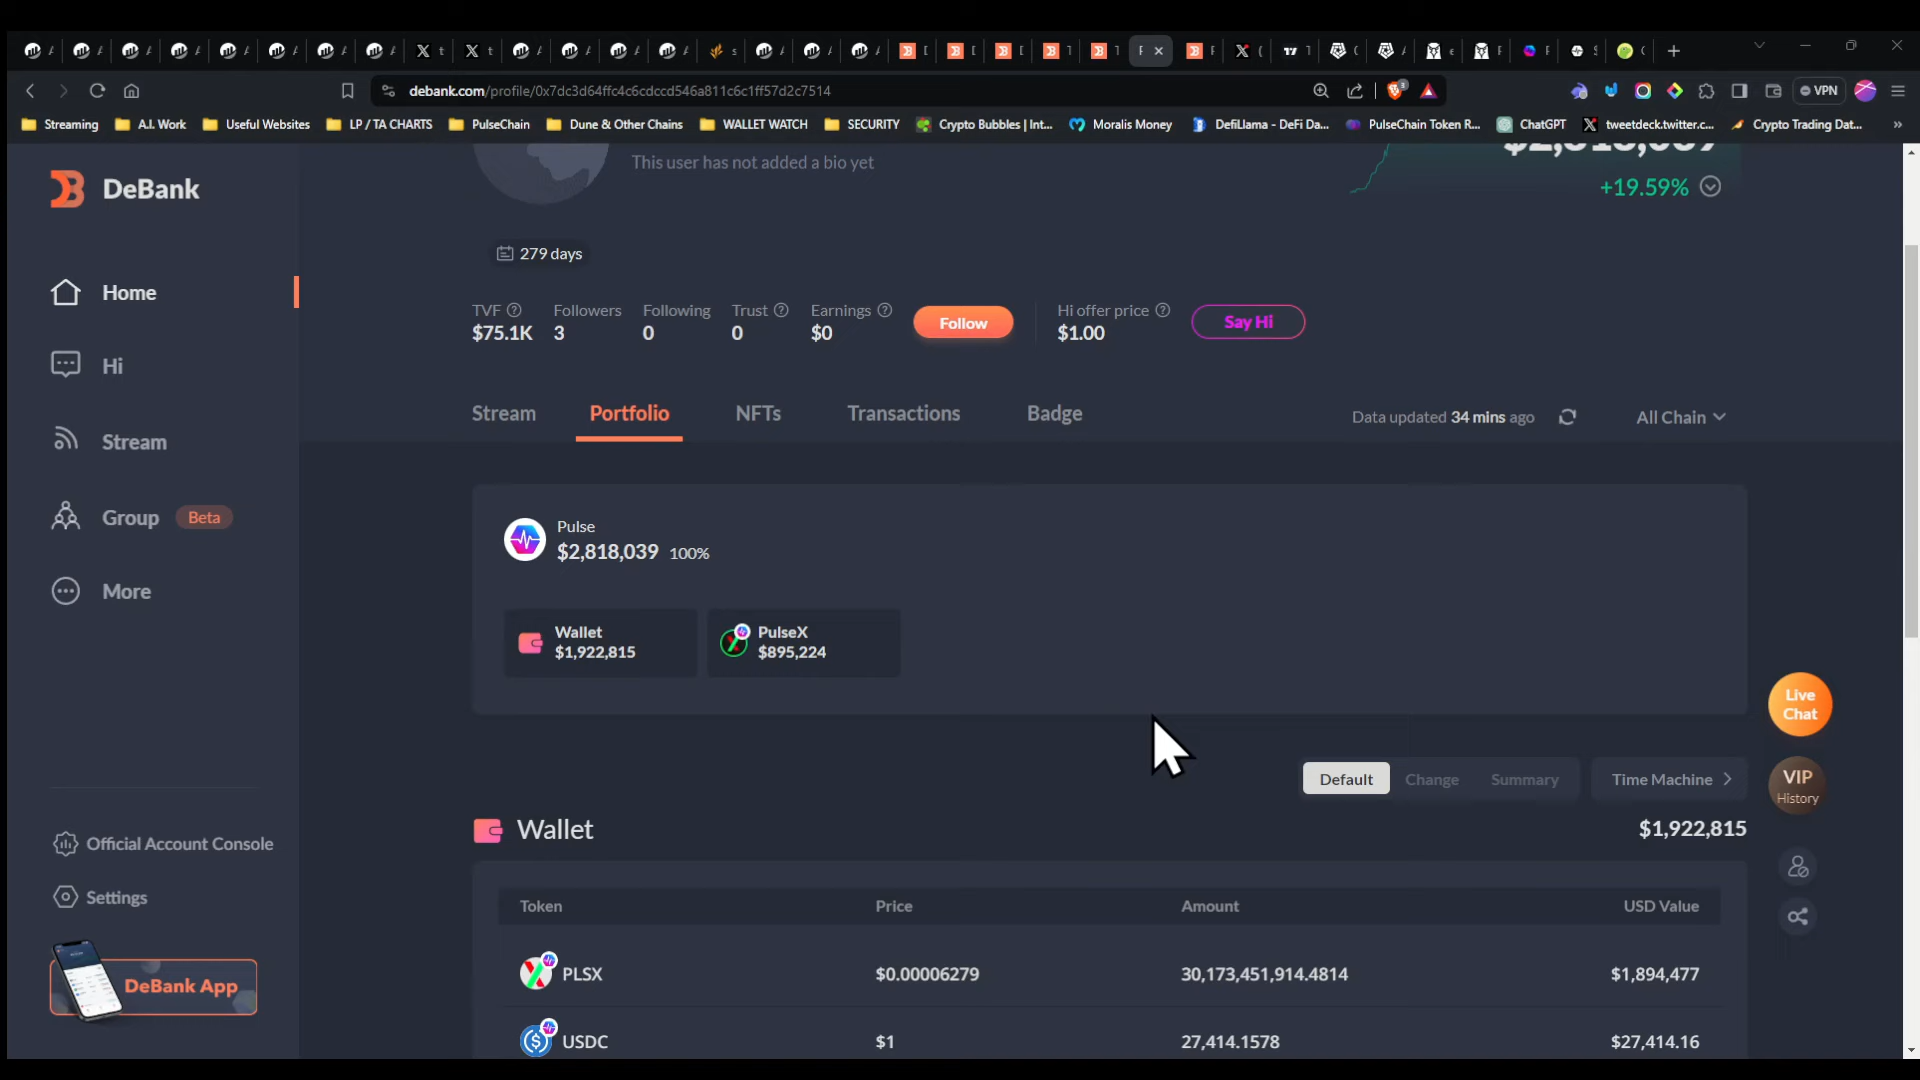 debank.com/profile/0x7dc3d64ffc4c6cdccd546a811c6c1ff57d2c7514
VPN
Streaming
A.I. Work
Useful Websites
LP / TA CHARTS
PulseChain
Dune & Other Chains
WALLET WATCH
SECURITY
Crypto Bubbles | Int...
Moralis Money
DefiLlama - DeFi Da...
PulseChain Token R...
ChatGPT
tweetdeck.twitter.c...
Crypto Trading Dat...
»
DeBank
This user has not added a bio yet
+19.59%
279 days
Home
Hi
Stream
Group
Beta
More
TVF
$75.1K
Followers
3
Following
0
Trust
0
Earnings
$0
Follow
Hi offer price
$1.00
Say Hi
Stream
Portfolio
NFTs
Transactions
Badge
Data updated 34 mins ago
All Chain
Pulse
$2,818,039 100%
Wallet
$1,922,815
PulseX
$895,224
Live
Chat
VIP
History
Default
Change
Summary
Time Machine
Wallet
$1,922,815
Token
Price
Amount
USD Value
PLSX
$0.00006279
30,173,451,914.4814
$1,894,477
USDC
$1
27,414.1578
$27,414.16
Official Account Console
Settings
DeBank App